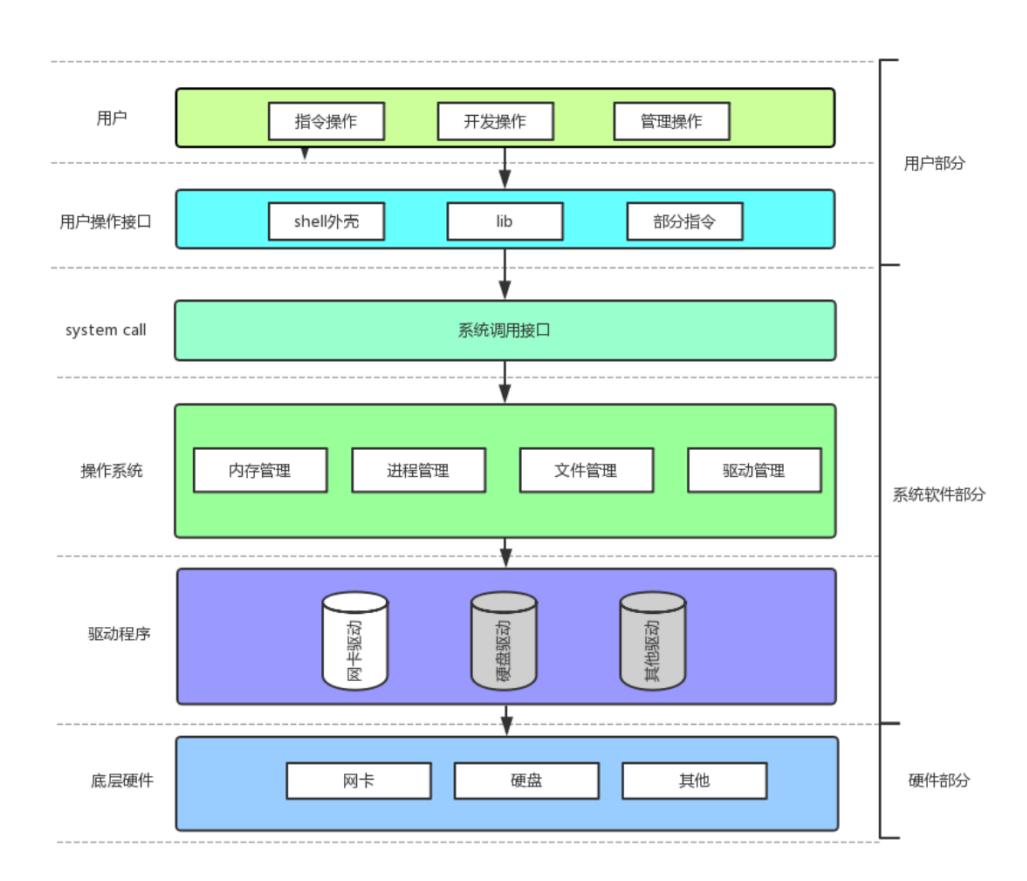 用户
指令操作
开发操作
管理操作
用户部分
用户操作接口
shell外壳
lib
部分指令
system call
系统调用接口
操作系统
内存管理
进程管理
文件管理
驱动管理
系统软件部分
驱动程序
网卡驱动
硬盘驱动
其他驱动
底层硬件
网卡
硬盘
其他
硬件部分